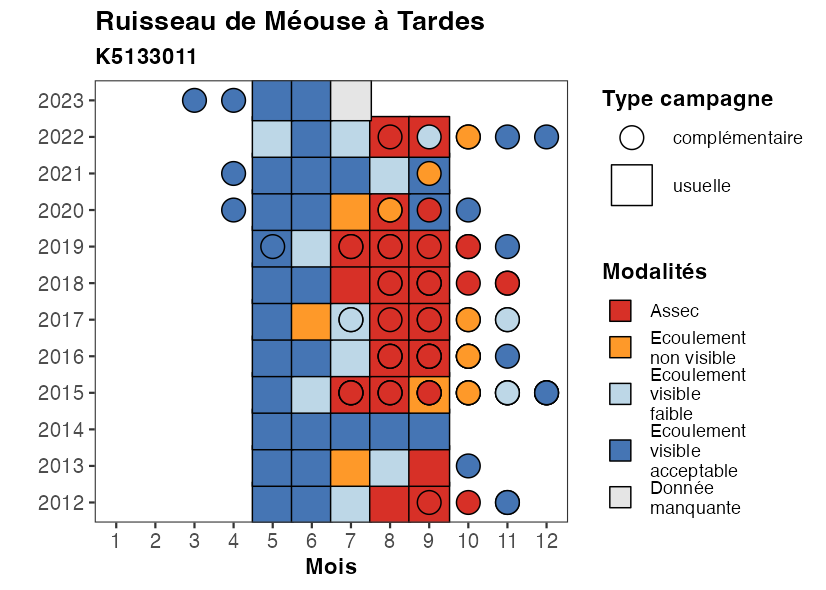 Ruisseau de Méouse à Tardes
K5133011
2023
2022
2021
2020
2019
2018
2017
2016
2015
2014
2013
2012
1 2 3 4 5 6 7 8 9 10 11 12
Mois
Type campagne
complémentaire
usuelle
Modalités
Assec
Ecoulement
non visible
Ecoulement
visible
faible
Ecoulement
visible
acceptable
Donnée
manquante